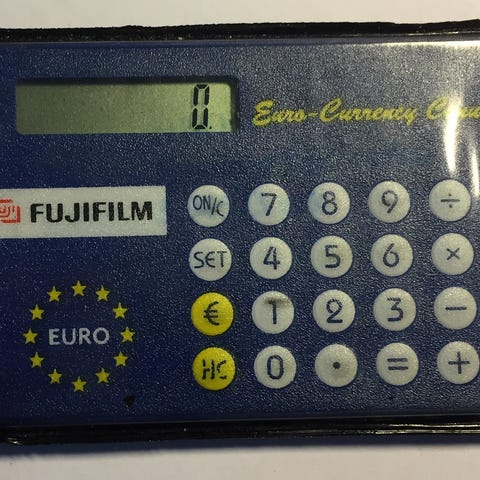 0.
Euro-Currency
FUJIFILM
ON/C 7 8 9 ÷
SET 4 5 6 ×
€ 1 2 3 −
HC 0 . = +
EURO